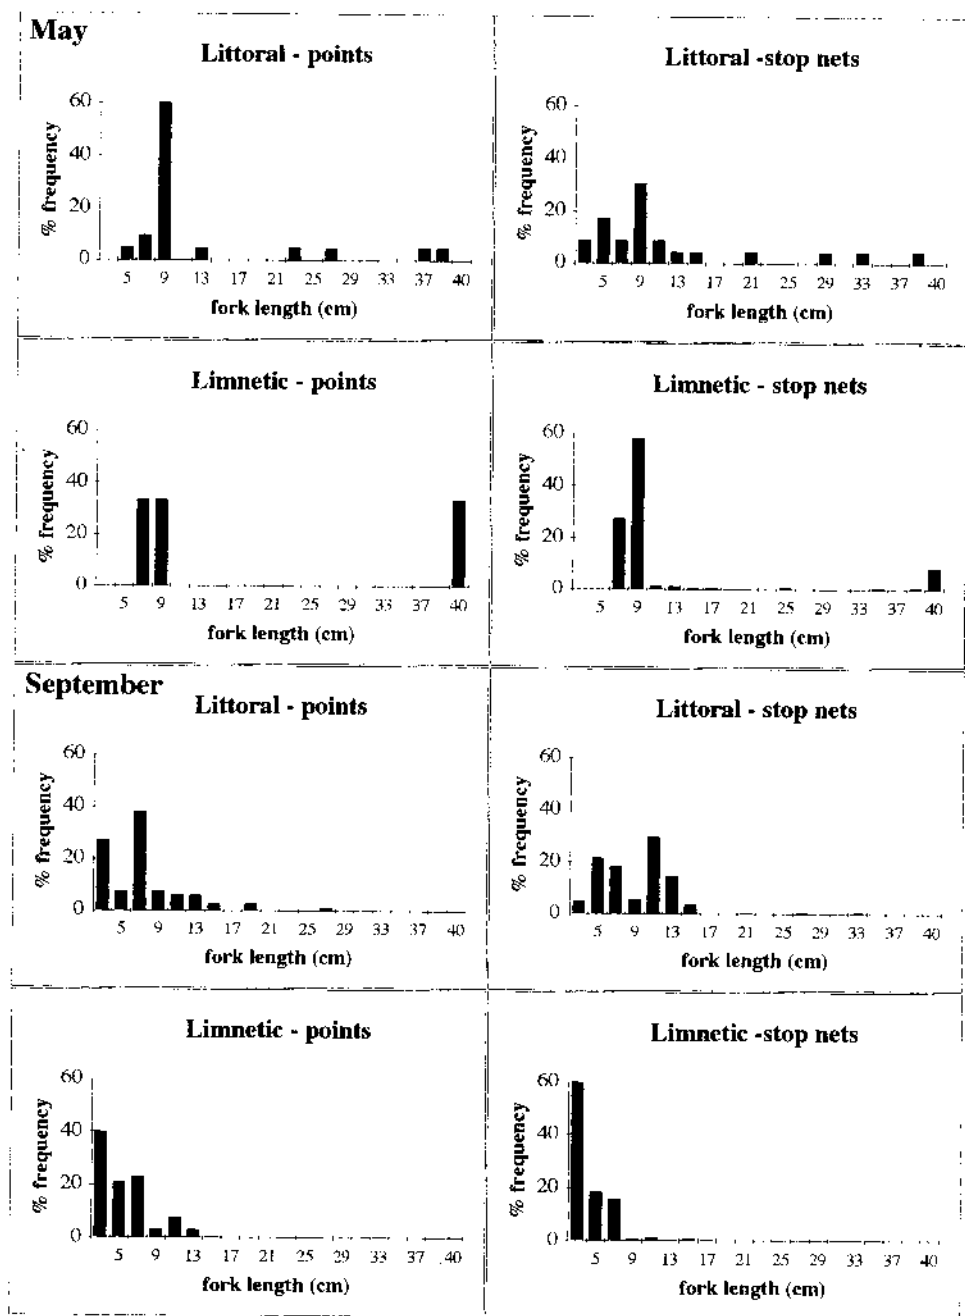 May
Littoral - points
Littoral -stop nets
60
40
20
0
% frequency
5 9 13 17 21 25 29 33 37 40
fork length (cm)
60
40
20
0
% frequency
5 9 13 17 21 25 29 33 37 40
fork length (cm)
Limnetic - points
Limnetic - stop nets
60
40
20
0
% frequency
5 9 13 17 21 25 29 33 37 40
fork length (cm)
60
40
20
0
% frequency
5 9 13 17 21 25 29 33 37 40
fork length (cm)
September
Littoral - points
Littoral - stop nets
60
40
20
0
% frequency
5 9 13 17 21 25 29 33 37 40
fork length (cm)
60
40
20
0
% frequency
5 9 13 17 21 25 29 33 37 40
fork length (cm)
Limnetic - points
Limnetic -stop nets
60
40
20
0
% frequency
5 9 13 17 21 25 29 33 37 40
fork length (cm)
60
40
20
0
% frequency
5 9 13 17 21 25 29 33 37 40
fork length (cm)